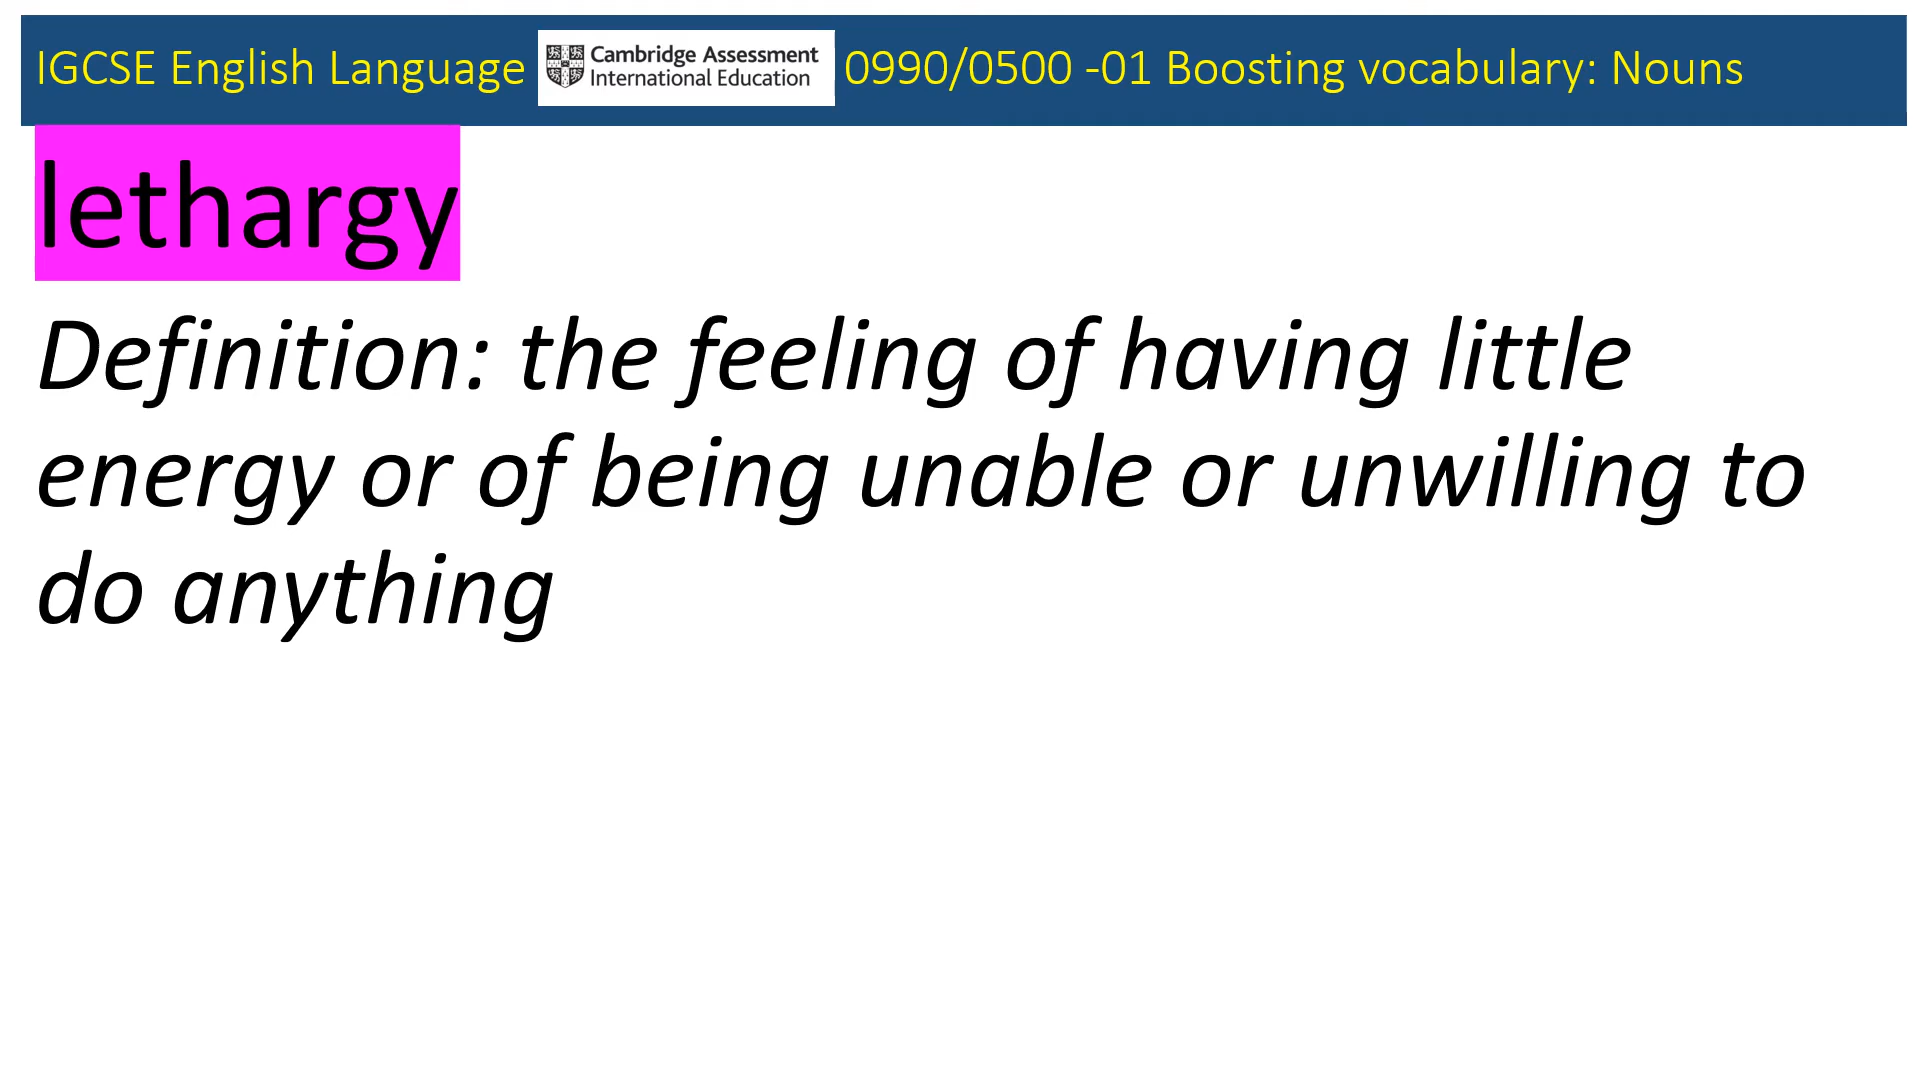 IGCSE English Language Cambridge Assessment International Education 0990/0500 -01 Boosting vocabulary: Nouns
lethargy
Definition: the feeling of having little
energy or of being unable or unwilling to
do anything